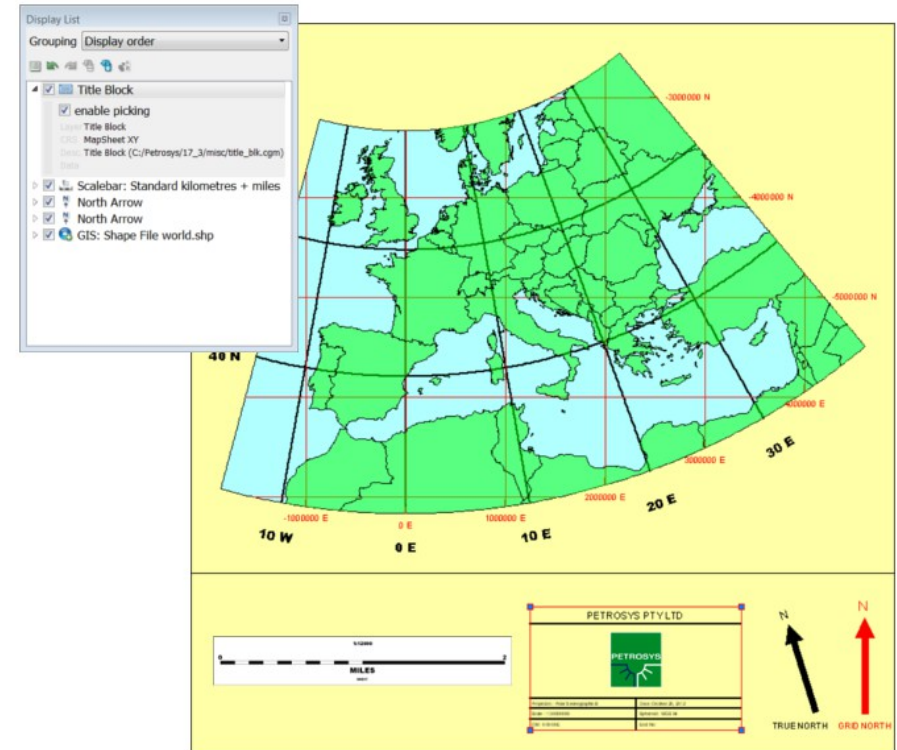 Display List
Grouping Display order
Title Block
enable picking
Layer Title Block
CRS MapSheet XY
Desc Title Block (C:/Petrosys/17_3/misc/title_blk.cgm)
Data
Scalebar: Standard kilometres + miles
North Arrow
North Arrow
GIS: Shape File world.shp
-3000000 N
-4000000 N
-5000000 N
40 N
4000000 E
3000000 E
30 E
2000000 E
20 E
-1000000 E
0 E
1000000 E
10 W
0 E
10 E
0
2
MILES
PETROSYS PTY LTD
PETROSYS
N
N
TRUE NORTH
GRID NORTH